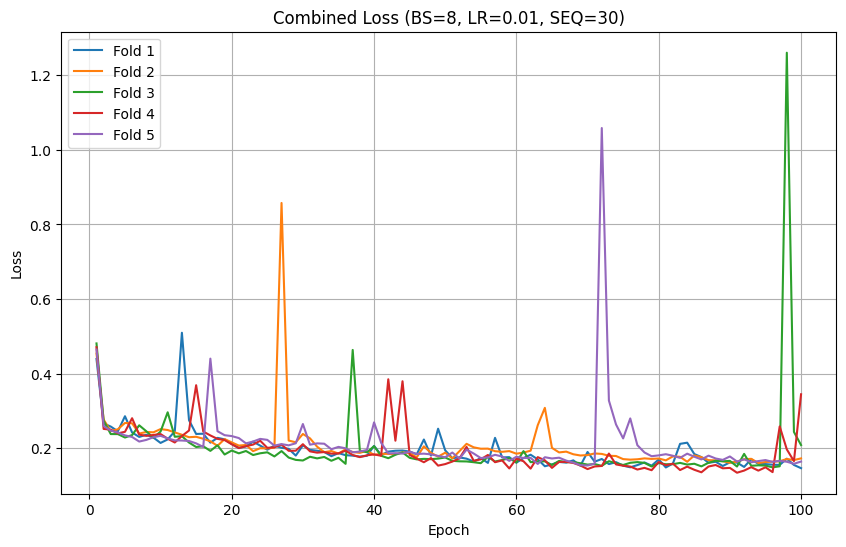 Combined Loss (BS=8, LR=0.01, SEQ=30)
Fold 1
Fold 2
Fold 3
Fold 4
Fold 5
1.2
1.0
0.8
0.6
0.4
0.2
Loss
0 20 40 60 80 100
Epoch